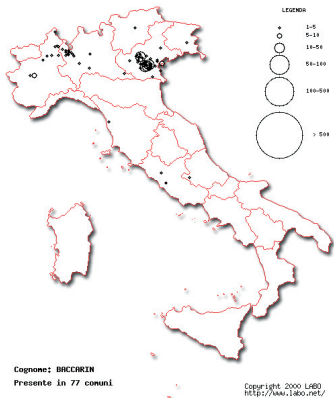 LEGENDA
1-5
5-10
10-50
50-100
100-500
> 500
Cognome: BACCARIN
Presente in 77 comuni
Copyright 2000 LABO
http://www.labo.net/